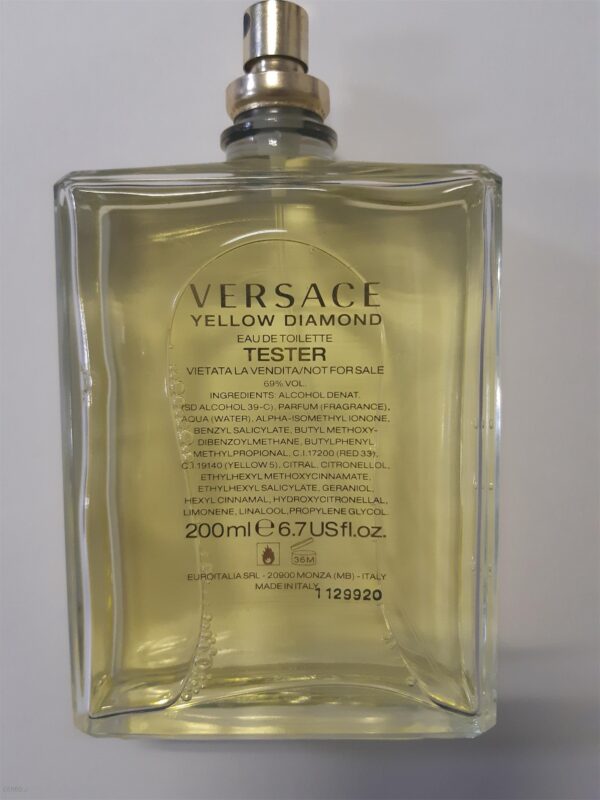 VERSACE
YELLOW DIAMOND
EAU DE TOILETTE
TESTER
VIETATA LA VENDITA/NOT FOR SALE
69% VOL.
INGREDIENTS: ALCOHOL DENAT.
(SD ALCOHOL 39-C), PARFUM (FRAGRANCE),
AQUA (WATER), ALPHA-ISOMETHYL IONONE,
BENZYL SALICYLATE, BUTYL METHOXY-
DIBENZOYLMETHANE, BUTYLPHENYL
METHYLPROPIONAL, C.I.17200 (RED 33),
C.I.19140 (YELLOW 5), CITRAL, CITRONELLOL,
ETHYLHEXYL METHOXYCINNAMATE,
ETHYLHEXYL SALICYLATE, GERANIOL,
HEXYL CINNAMAL, HYDROXYCITRONELLAL,
LIMONENE, LINALOOL, PROPYLENE GLYCOL.
200ml e 6.7USfl.oz.
36M
EUROITALIA SRL - 20900 MONZA (MB) - ITALY
MADE IN ITALY
1129920